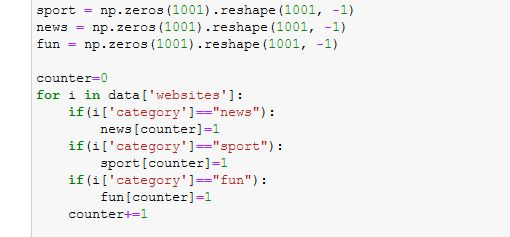 sport = np.zeros(1001).reshape(1001, -1)
news = np.zeros(1001).reshape(1001, -1)
fun = np.zeros(1001).reshape(1001, -1)
counter=0
for i in data['websites']:
if(i['category']=="news"):
news[counter]=1
if(i['category']=="sport"):
sport[counter]=1
if(i['category']=="fun"):
fun[counter]=1
counter+=1